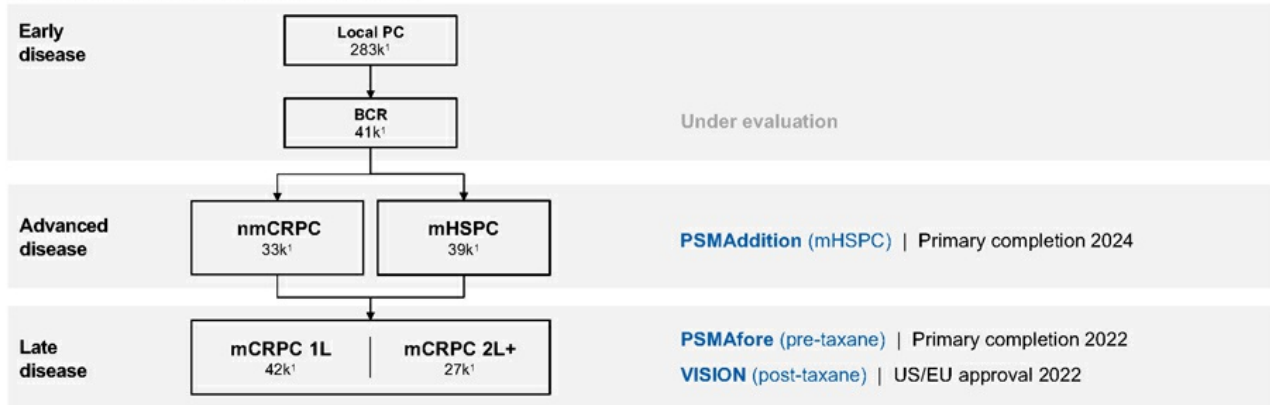 Early
disease
Local PC
283k¹
BCR
41k¹
Under evaluation
Advanced
disease
nmCRPC
33k¹
mHSPC
39k¹
PSMAddition (mHSPC) | Primary completion 2024
Late
disease
mCRPC 1L
42k¹
mCRPC 2L+
27k¹
PSMAfore (pre-taxane) | Primary completion 2022
VISION (post-taxane) | US/EU approval 2022